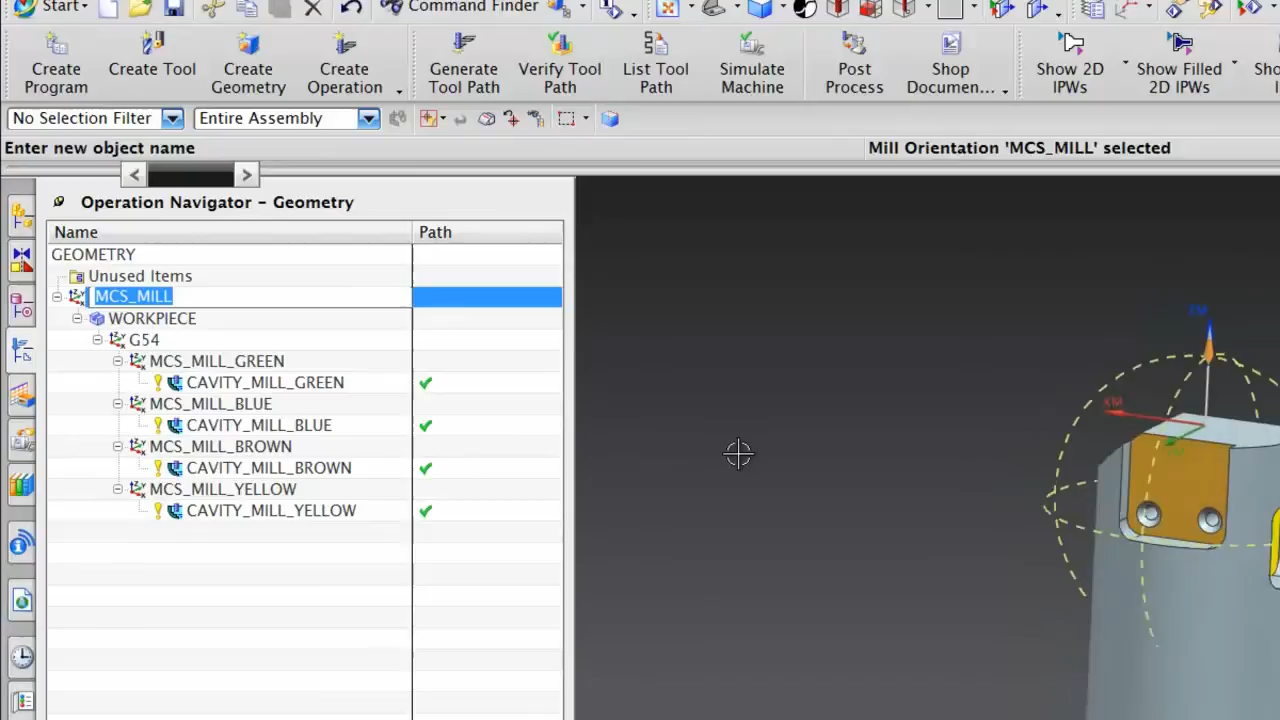 Start
Command Finder
Create Program
Create Tool
Create Geometry
Create Operation
Generate Tool Path
Verify Tool Path
List Tool Path
Simulate Machine
Post Process
Shop Documen...
Show 2D IPWs
Show Filled 2D IPWs
No Selection Filter
Entire Assembly
Enter new object name
Mill Orientation 'MCS_MILL' selected
Operation Navigator - Geometry
Name Path
GEOMETRY
Unused Items
MCS_MILL
WORKPIECE
G54
MCS_MILL_GREEN
CAVITY_MILL_GREEN
MCS_MILL_BLUE
CAVITY_MILL_BLUE
MCS_MILL_BROWN
CAVITY_MILL_BROWN
MCS_MILL_YELLOW
CAVITY_MILL_YELLOW
ZM
XM